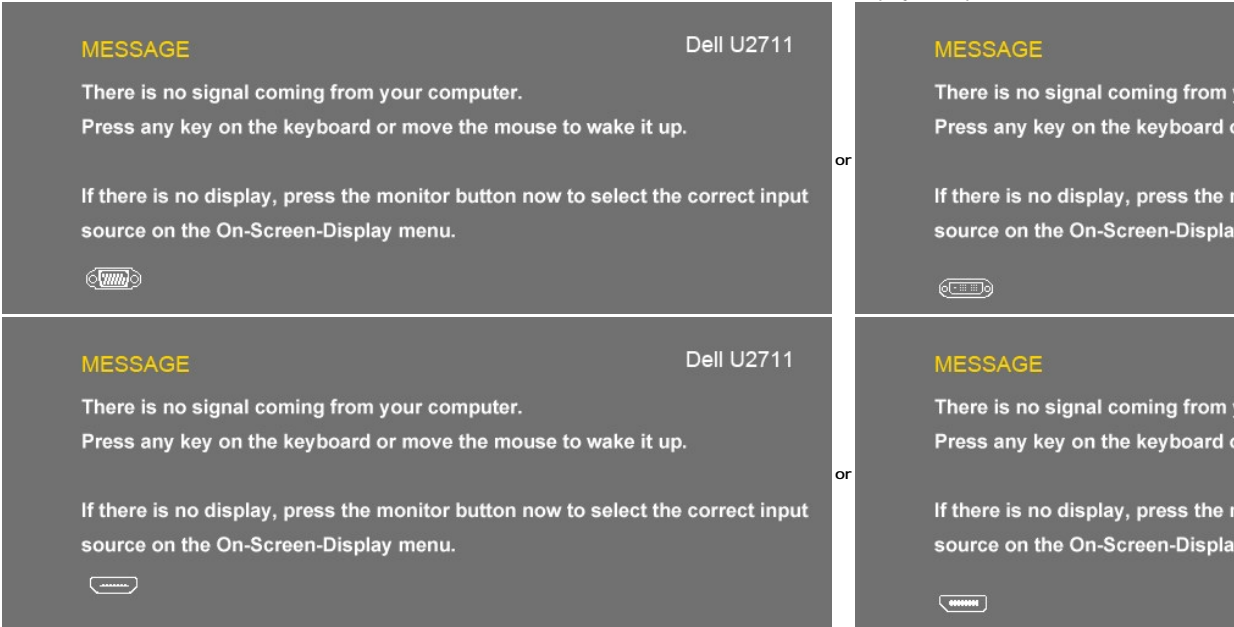 MESSAGE Dell U2711
There is no signal coming from your computer.
Press any key on the keyboard or move the mouse to wake it up.
If there is no display, press the monitor button now to select the correct input
source on the On-Screen-Display menu.
or
MESSAGE
There is no signal coming from
Press any key on the keyboard
If there is no display, press the
source on the On-Screen-Displa
MESSAGE Dell U2711
There is no signal coming from your computer.
Press any key on the keyboard or move the mouse to wake it up.
If there is no display, press the monitor button now to select the correct input
source on the On-Screen-Display menu.
or
MESSAGE
There is no signal coming from
Press any key on the keyboard
If there is no display, press the
source on the On-Screen-Displa